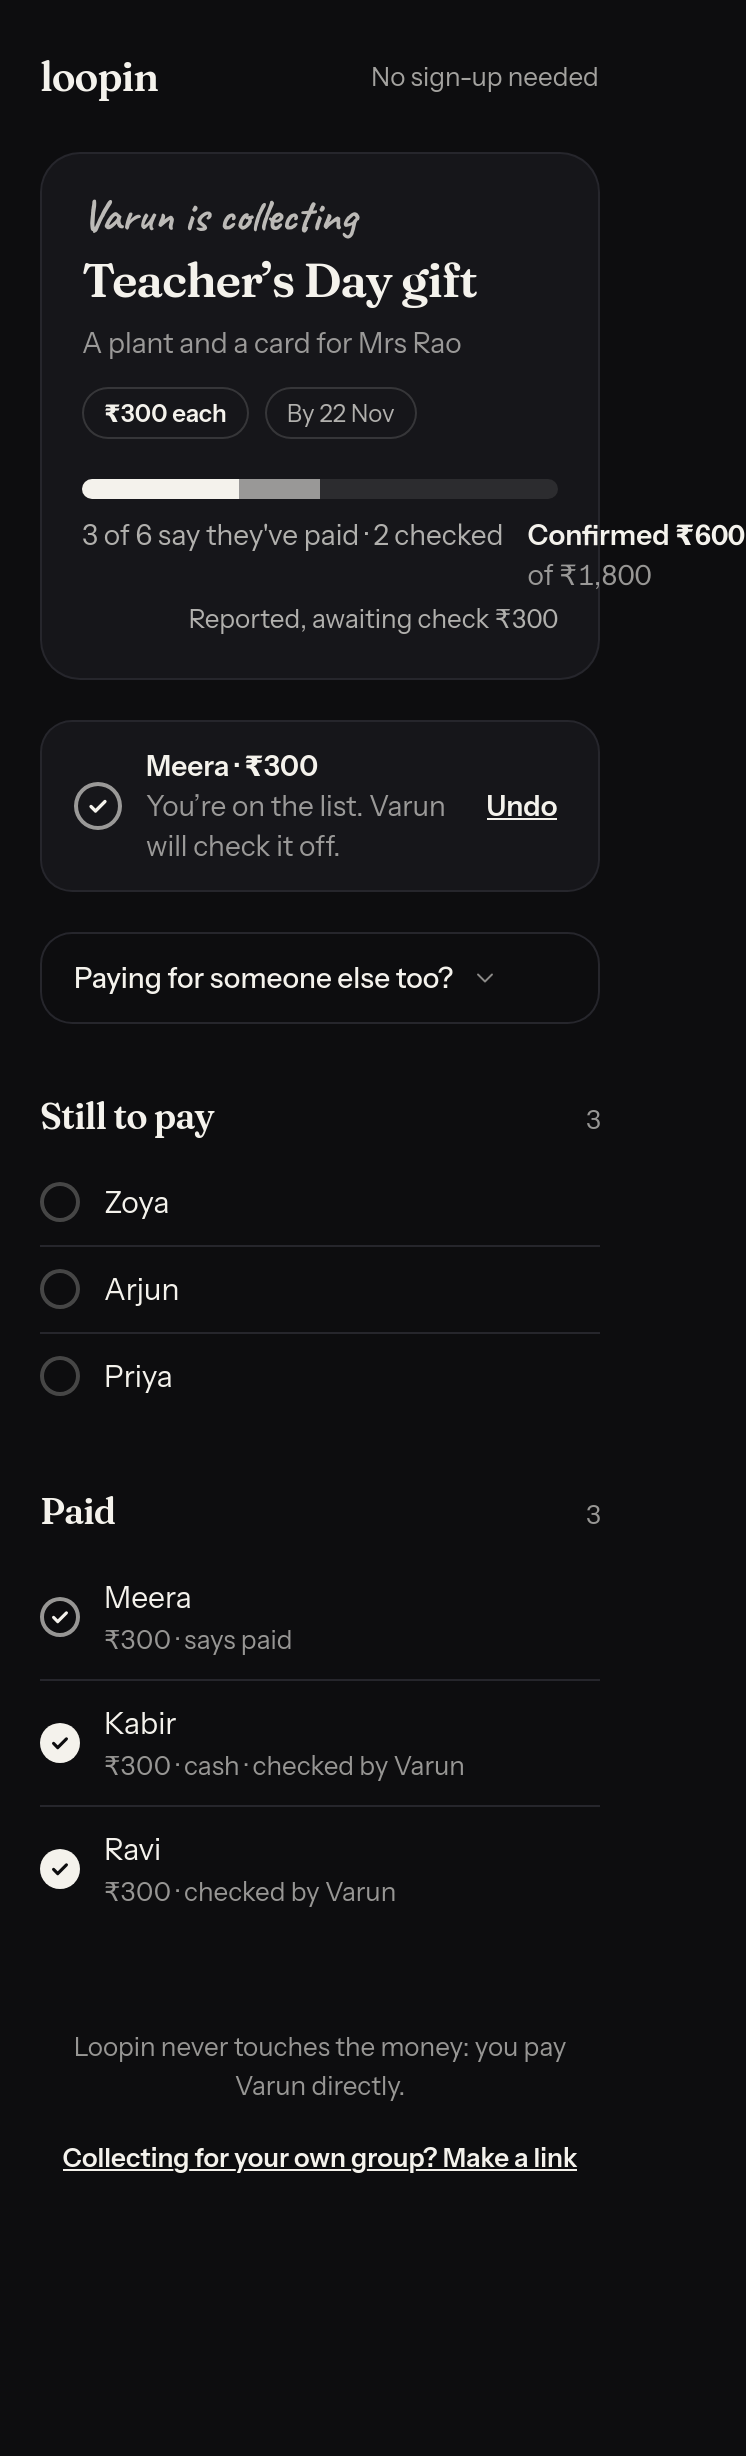 loopin
No sign-up needed
Varun is collecting
Teacher’s Day gift
A plant and a card for Mrs Rao
₹300 each
By 22 Nov
3 of 6 say they've paid · 2 checked
Confirmed ₹600
of ₹1,800
Reported, awaiting check ₹300
Meera · ₹300
You’re on the list. Varun
will check it off.
Undo
Paying for someone else too?
Still to pay
3
Zoya
Arjun
Priya
Paid
3
Meera
₹300 · says paid
Kabir
₹300 · cash · checked by Varun
Ravi
₹300 · checked by Varun
Loopin never touches the money: you pay
Varun directly.
Collecting for your own group? Make a link